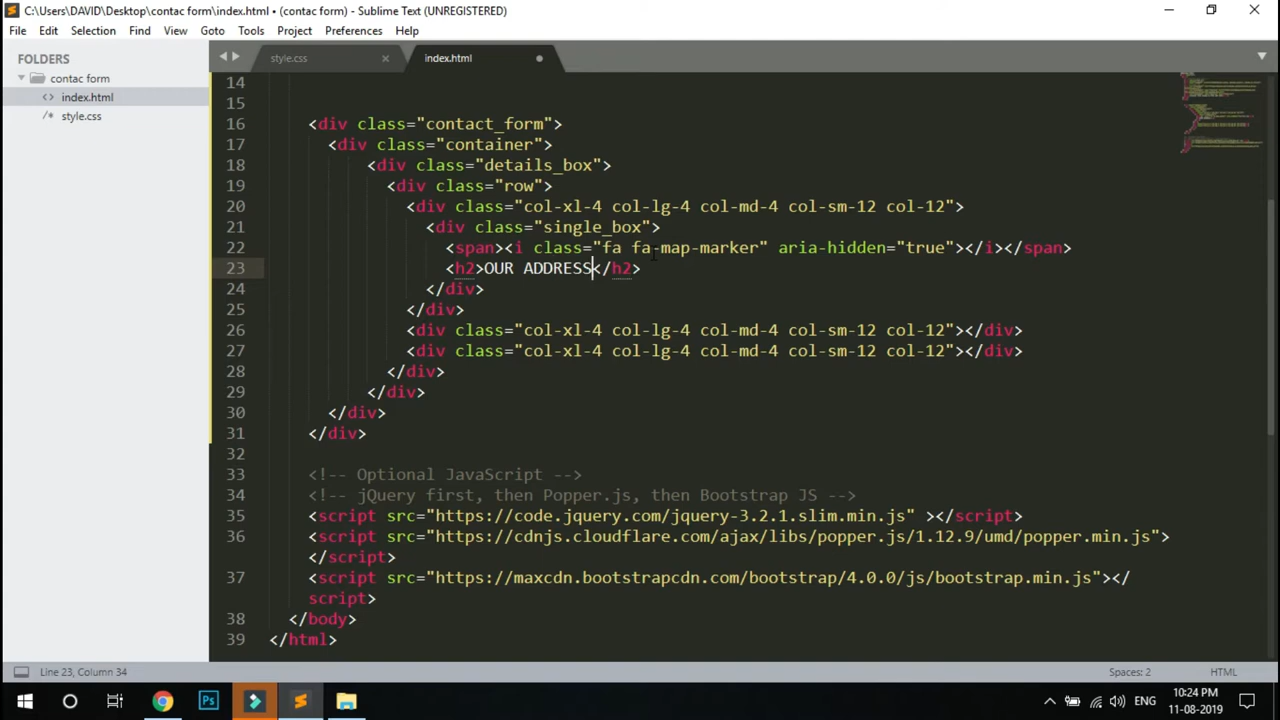 C:\Users\DAVID\Desktop\contac form\index.html • (contac form) - Sublime Text (UNREGISTERED)
File Edit Selection Find View Goto Tools Project Preferences Help
FOLDERS
contac form
<> index.html
/* style.css
style.css × index.html
14
15
16 <div class="contact_form">
17 <div class="container">
18 <div class="details_box">
19 <div class="row">
20 <div class="col-xl-4 col-lg-4 col-md-4 col-sm-12 col-12">
21 <div class="single_box">
22 <span><i class="fa fa-map-marker" aria-hidden="true"></i></span>
23 <h2>OUR ADDRESS</h2>
24 </div>
25 </div>
26 <div class="col-xl-4 col-lg-4 col-md-4 col-sm-12 col-12"></div>
27 <div class="col-xl-4 col-lg-4 col-md-4 col-sm-12 col-12"></div>
28 </div>
29 </div>
30 </div>
31 </div>
32
33 <!-- Optional JavaScript -->
34 <!-- jQuery first, then Popper.js, then Bootstrap JS -->
35 <script src="https://code.jquery.com/jquery-3.2.1.slim.min.js" ></script>
36 <script src="https://cdnjs.cloudflare.com/ajax/libs/popper.js/1.12.9/umd/popper.min.js">
</script>
37 <script src="https://maxcdn.bootstrapcdn.com/bootstrap/4.0.0/js/bootstrap.min.js"></
script>
38 </body>
39 </html>
Line 23, Column 34 Spaces: 2 HTML
Ps ENG 10:24 PM
11-08-2019